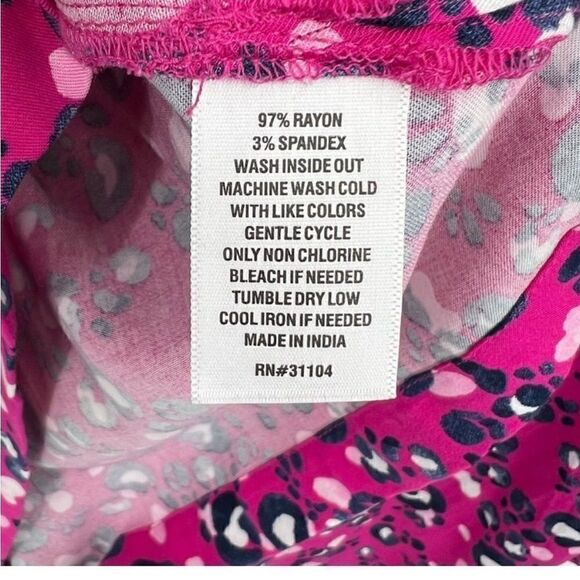 97% RAYON
3% SPANDEX
WASH INSIDE OUT
MACHINE WASH COLD
WITH LIKE COLORS
GENTLE CYCLE
ONLY NON CHLORINE
BLEACH IF NEEDED
TUMBLE DRY LOW
COOL IRON IF NEEDED
MADE IN INDIA
RN#31104